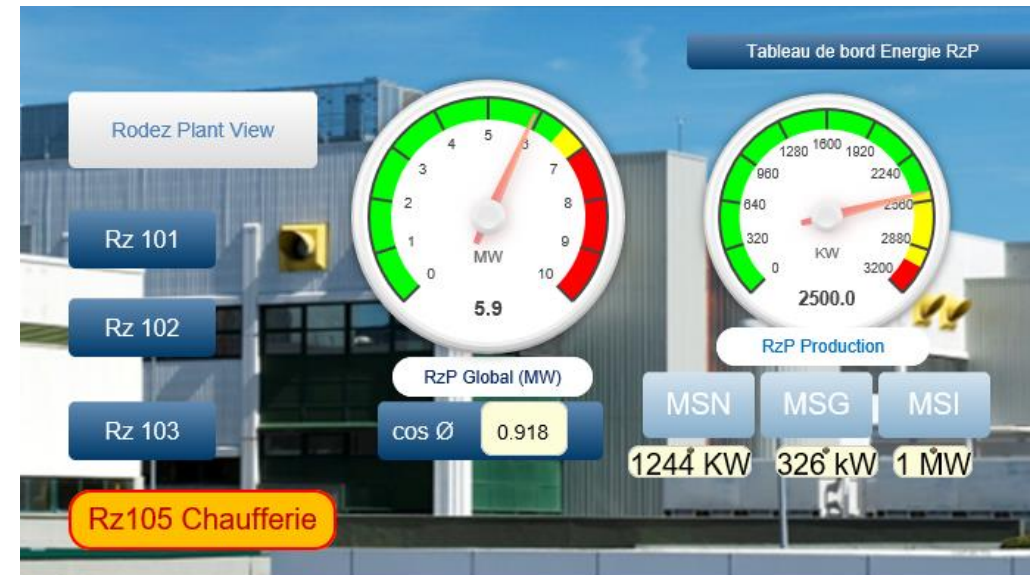 Tableau de bord Energie RzP
Rodez Plant View
Rz 101
Rz 102
Rz 103
Rz105 Chaufferie
0
1
2
3
4
5
6
7
8
9
10
MW
5.9
RzP Global (MW)
cos Ø
0.918
0
320
640
960
1280
1600
1920
2240
2560
2880
3200
KW
2500.0
RzP Production
MSN
MSG
MSI
1244 KW
326 kW
1 MW